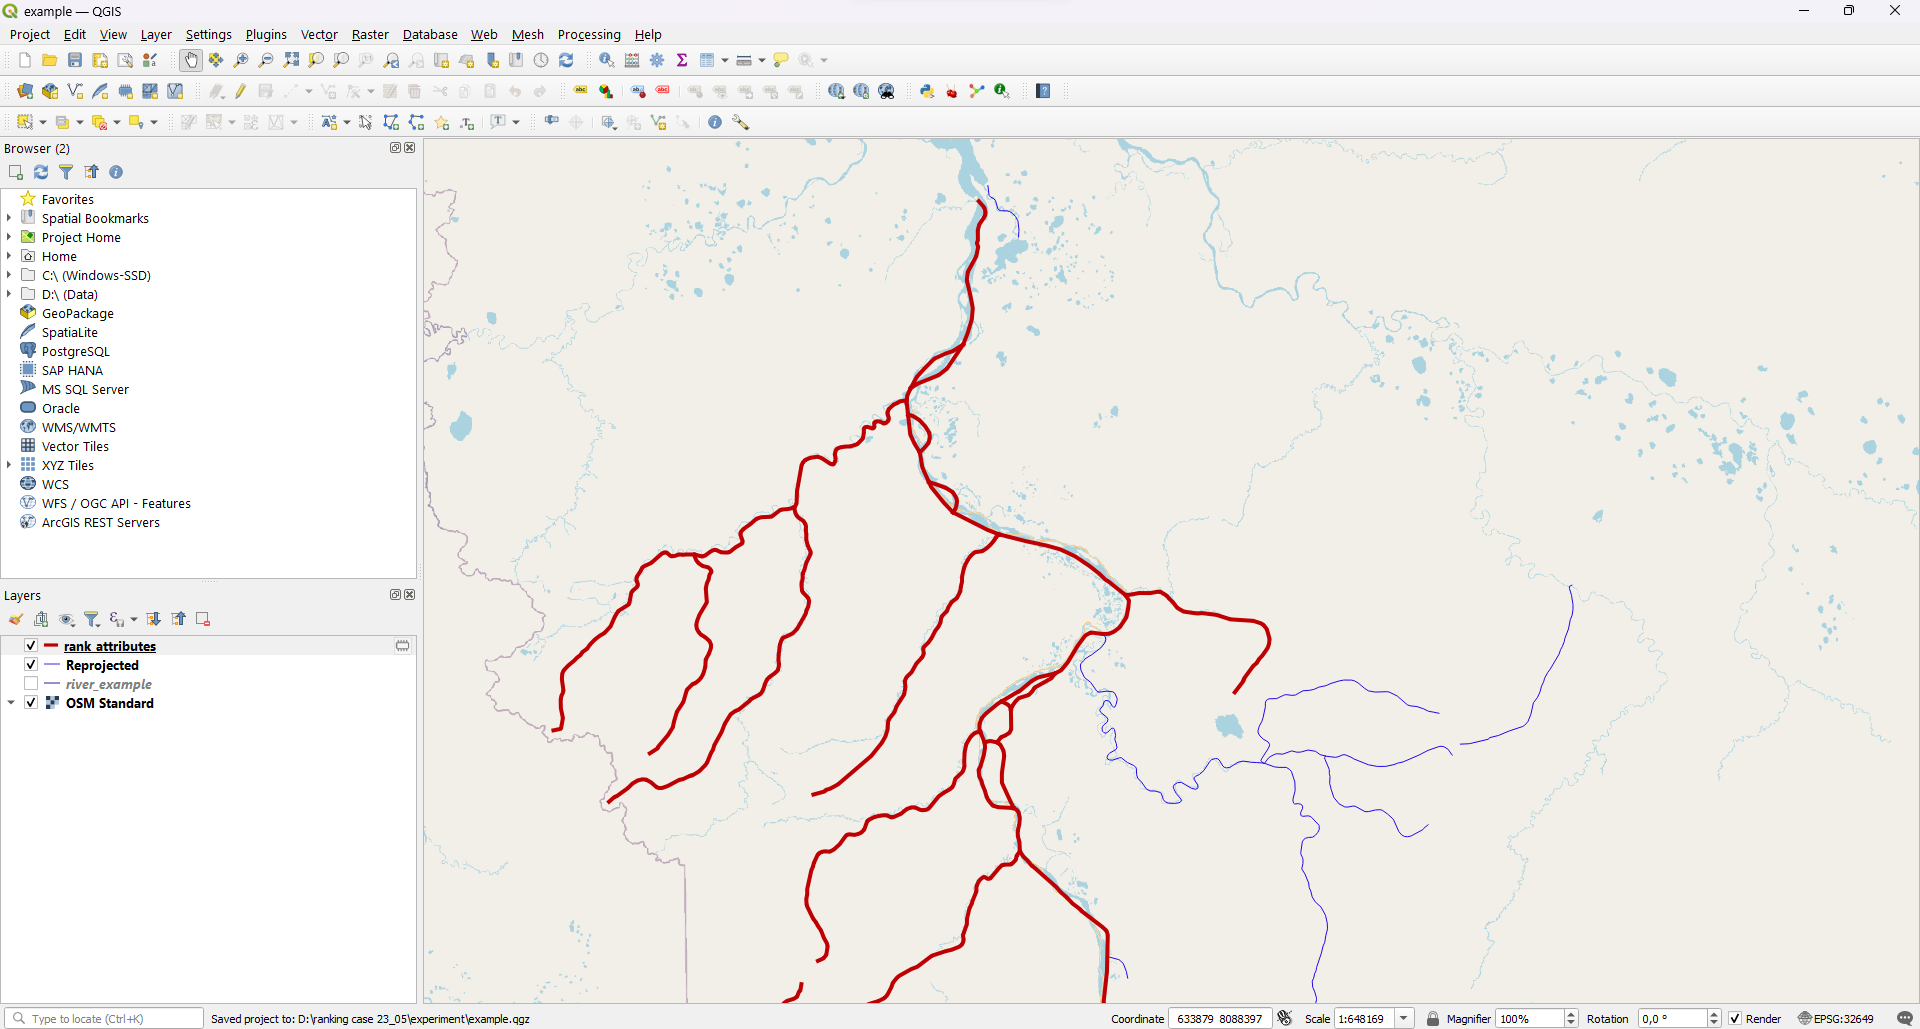 example — QGIS
Project Edit View Layer Settings Plugins Vector Raster Database Web Mesh Processing Help
Browser (2)
Favorites
Spatial Bookmarks
Project Home
Home
C:\ (Windows-SSD)
D:\ (Data)
GeoPackage
SpatiaLite
PostgreSQL
SAP HANA
MS SQL Server
Oracle
WMS/WMTS
Vector Tiles
XYZ Tiles
WCS
WFS / OGC API - Features
ArcGIS REST Servers
Layers
rank attributes
Reprojected
river_example
OSM Standard
Type to locate (Ctrl+K) Saved project to: D:\ranking case 23_05\experiment\example.qgz Coordinate 633879 8088397 Scale 1:648169 Magnifier 100% Rotation 0,0 ° Render EPSG:32649